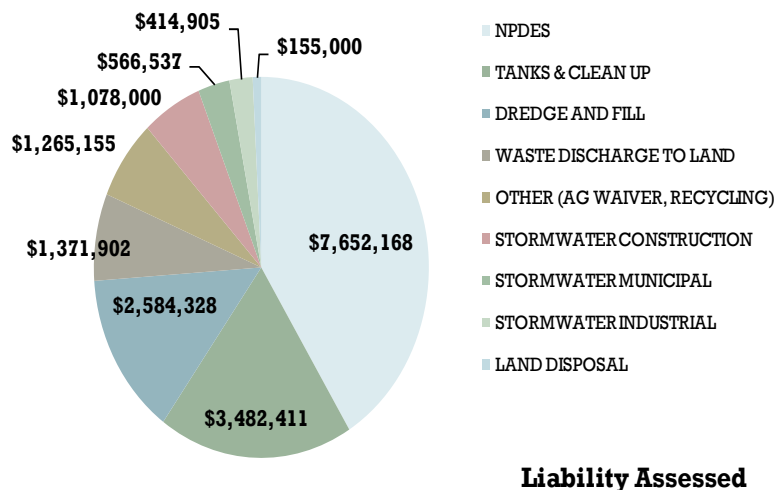 $414,905
$155,000
$566,537
$1,078,000
$1,265,155
$1,371,902
$2,584,328
$3,482,411
$7,652,168
NPDES
TANKS & CLEAN UP
DREDGE AND FILL
WASTE DISCHARGE TO LAND
OTHER (AG WAIVER, RECYCLING)
STORMWATER CONSTRUCTION
STORMWATER MUNICIPAL
STORMWATER INDUSTRIAL
LAND DISPOSAL
Liability Assessed